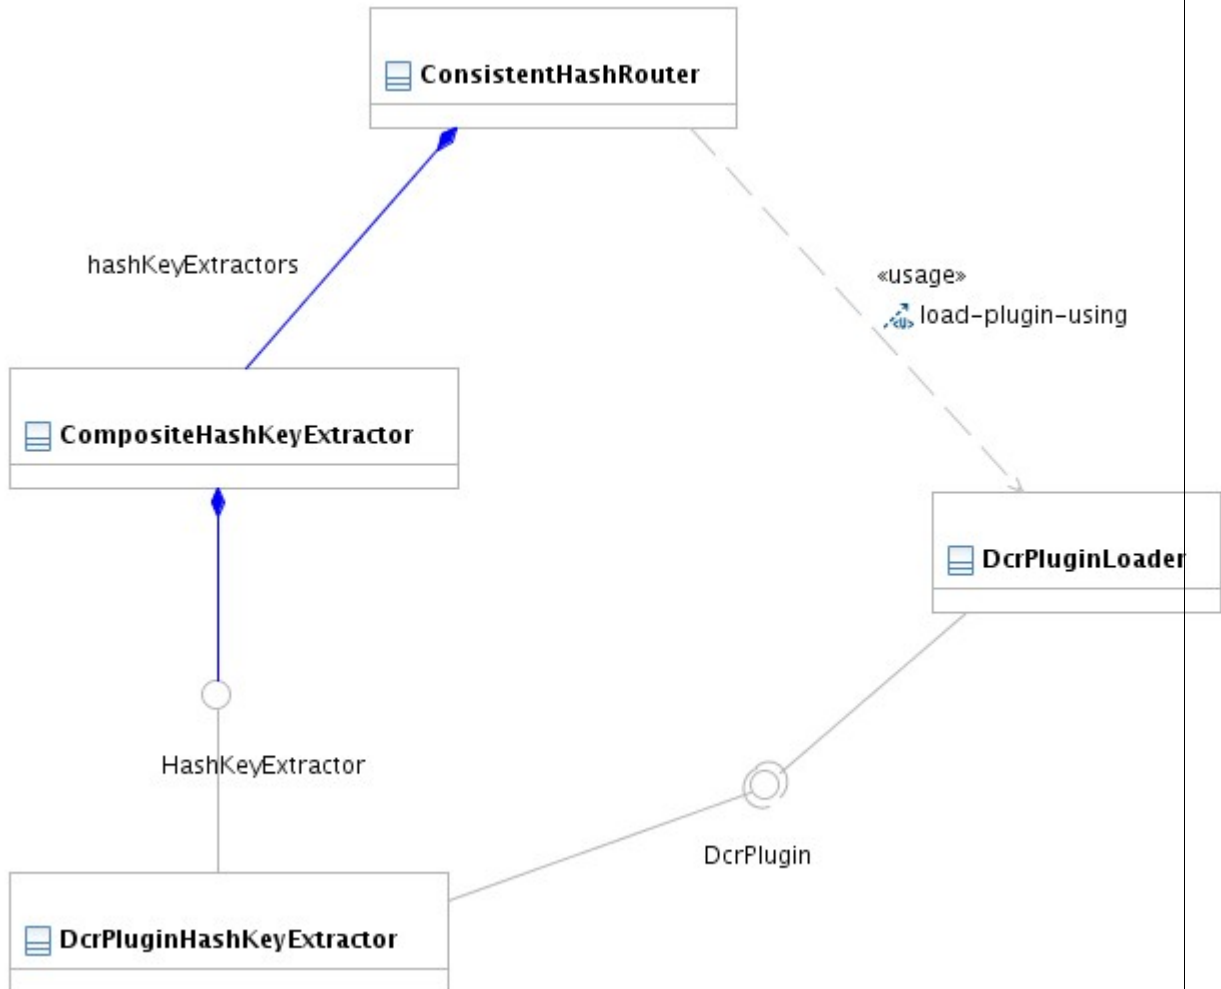 ConsistentHashRouter
hashKeyExtractors
«usage»
load-plugin-using
CompositeHashKeyExtractor
DcrPluginLoader
HashKeyExtractor
DcrPlugin
DcrPluginHashKeyExtractor